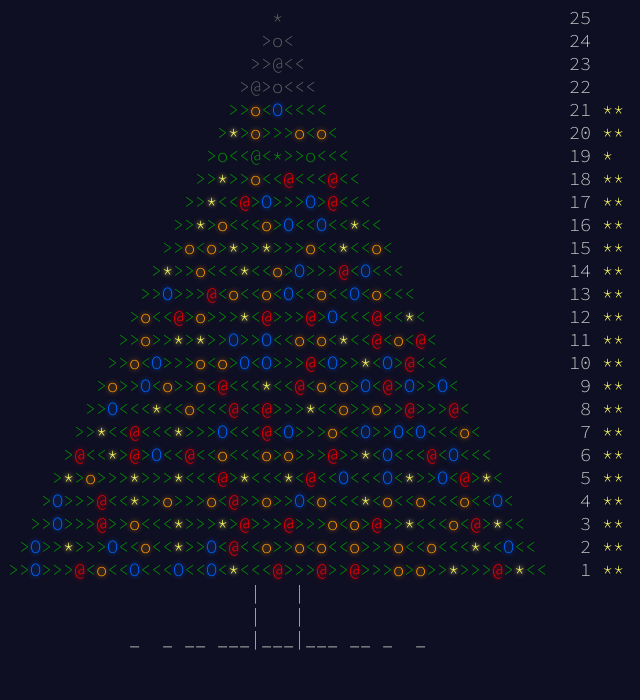 *                           25
                       >o<                          24
                      >>@<<                         23
                     >@>o<<<                        22
                    >>o<O<<<<                       21 **
                   >*>o>>>o<o<                      20 **
                  >o<<@<*>>o<<<                     19 *
                 >>*>>o<<@<<<@<<                    18 **
                >>*<<@>O>>>O>@<<<                   17 **
               >>*>o<<<o>O<<O<<*<<                  16 **
              >>o<o>*>>*>>>o<<*<<o<                 15 **
             >*>>o<<<*<<o>O>>>@<O<<<                14 **
            >>O>>>@<o<<o<O<<o<<O<o<<<               13 **
           >o<<@>o>>>*>@>>>@>O<<<@<<*<              12 **
          >>o>>*>*>>O>>O<<o<o<*<<@<o<@<             11 **
         >>o<O>>>o<o<O<O>>>@>O>>*<O>@<<<            10 **
        >o>>O<o>>o<@<<<*<<@<o<o>O<@>O>>O<            9 **
       >>O<<<*<<o<<<@<<@>>>*<<o>>o>>@>>>@<           8 **
      >>*<<@<<<*>>>O<<<@<O>>>o<<O>>O<O<<<o<          7 **
     >@<<*<@>O<<@<<o<<<o<o>>>@>>*<O<<<@<O<<<         6 **
    >*>o>>>*>>>*>>>@<*<<<*>@<<O<<<O>*>>O<@>*<        5 **
   >O>>>@<<*>>o>>>o<@>>o>>O<o<<<*<o<<o<<<o<<O<       4 **
  >>O>>>@>>o<<<*>>>*>@>>>@>>>o<o<@>>*<<<o<@>*<<      3 **
 >O>>*>>>O<<o<<*>>O<@<<o<<o<o<<o>>>o<<o<<<*<<O<<     2 **
>>O>>>@<o<<O<<<O<<O<*<<<@>>>@>>@>>>o<o>>*>>>@>*<<    1 **
                      |   |
                      |   |
           _  _ __ ___|___|___ __ _  _